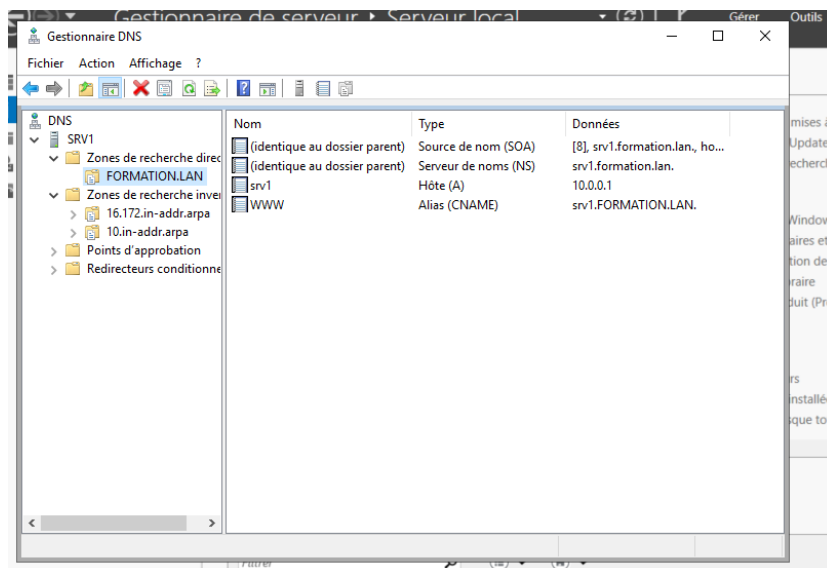 Gestionnaire de serveur • Serveur local
Gérer Outils
Gestionnaire DNS
Fichier Action Affichage ?
DNS
SRV1
Zones de recherche direc
FORMATION.LAN
Zones de recherche inver
16.172.in-addr.arpa
10.in-addr.arpa
Points d'approbation
Redirecteurs conditionne
Nom Type Données
(identique au dossier parent) Source de nom (SOA) [8], srv1.formation.lan., ho...
(identique au dossier parent) Serveur de noms (NS) srv1.formation.lan.
srv1 Hôte (A) 10.0.0.1
WWW Alias (CNAME) srv1.FORMATION.LAN.
mises à
Update
echerch
Window
aires et
tion de
oraire
duit (Pr
rs
installée
sque to
Filtrer